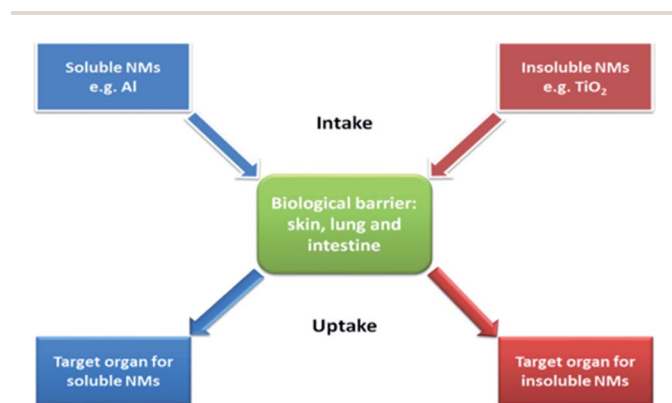 Soluble NMs
e.g. Al
Insoluble NMs
e.g. TiO₂
Intake
Biological barrier:
skin, lung and
intestine
Uptake
Target organ for
soluble NMs
Target organ for
insoluble NMs